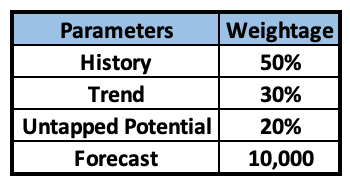 Parameters Weightage
History 50%
Trend 30%
Untapped Potential 20%
Forecast 10,000